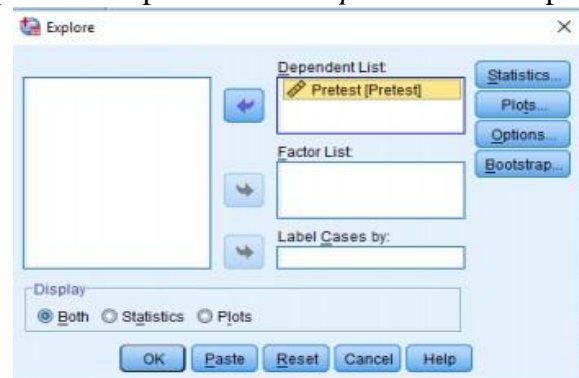 Explore
Dependent List:
Pretest [Pretest]
Statistics...
Plots...
Options...
Bootstrap...
Factor List:
Label Cases by:
Display
Both Statistics Plots
OK Paste Reset Cancel Help